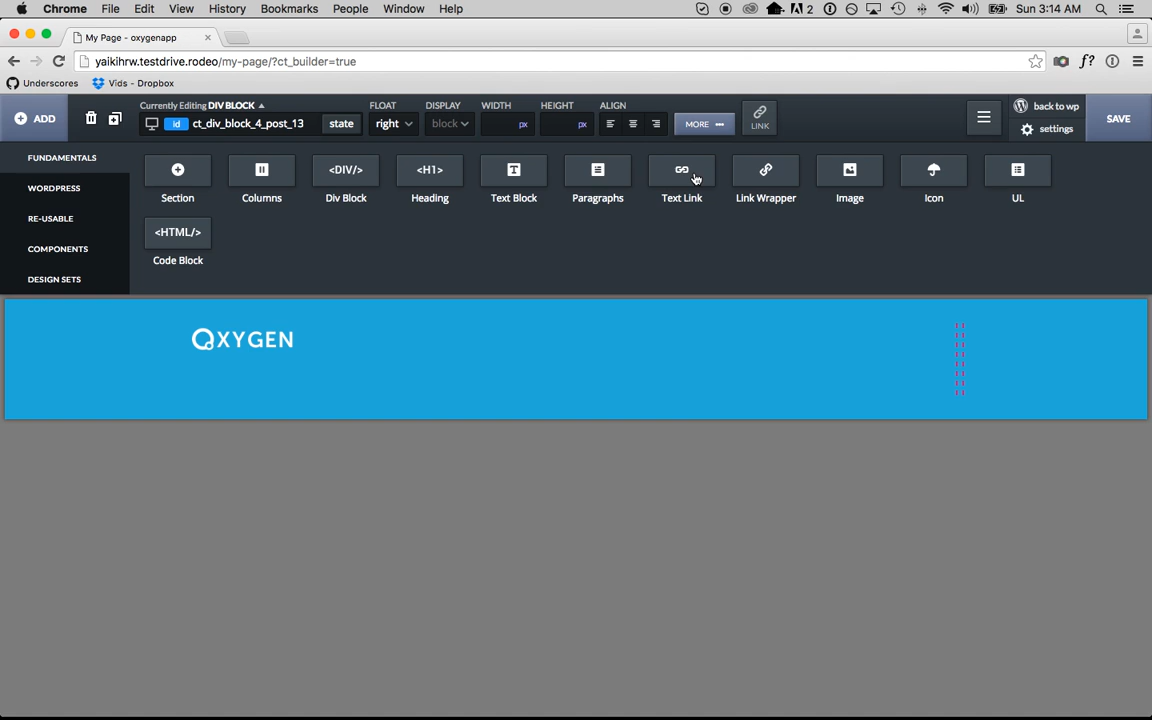 Chrome File Edit View History Bookmarks People Window Help 2 Sun 3:14 AM
My Page - oxygenapp
yaikihrw.testdrive.rodeo/my-page/?ct_builder=true f?
Underscores Vids - Dropbox
ADD
Currently Editing DIV BLOCK
id ct_div_block_4_post_13 state
FLOAT DISPLAY WIDTH HEIGHT ALIGN
right block px px MORE LINK
back to wp
settings
SAVE
FUNDAMENTALS
WORDPRESS
RE-USABLE
COMPONENTS
DESIGN SETS
<DIV/> <H1>
Section Columns Div Block Heading Text Block Paragraphs Text Link Link Wrapper Image Icon UL
<HTML/>
Code Block
OXYGEN